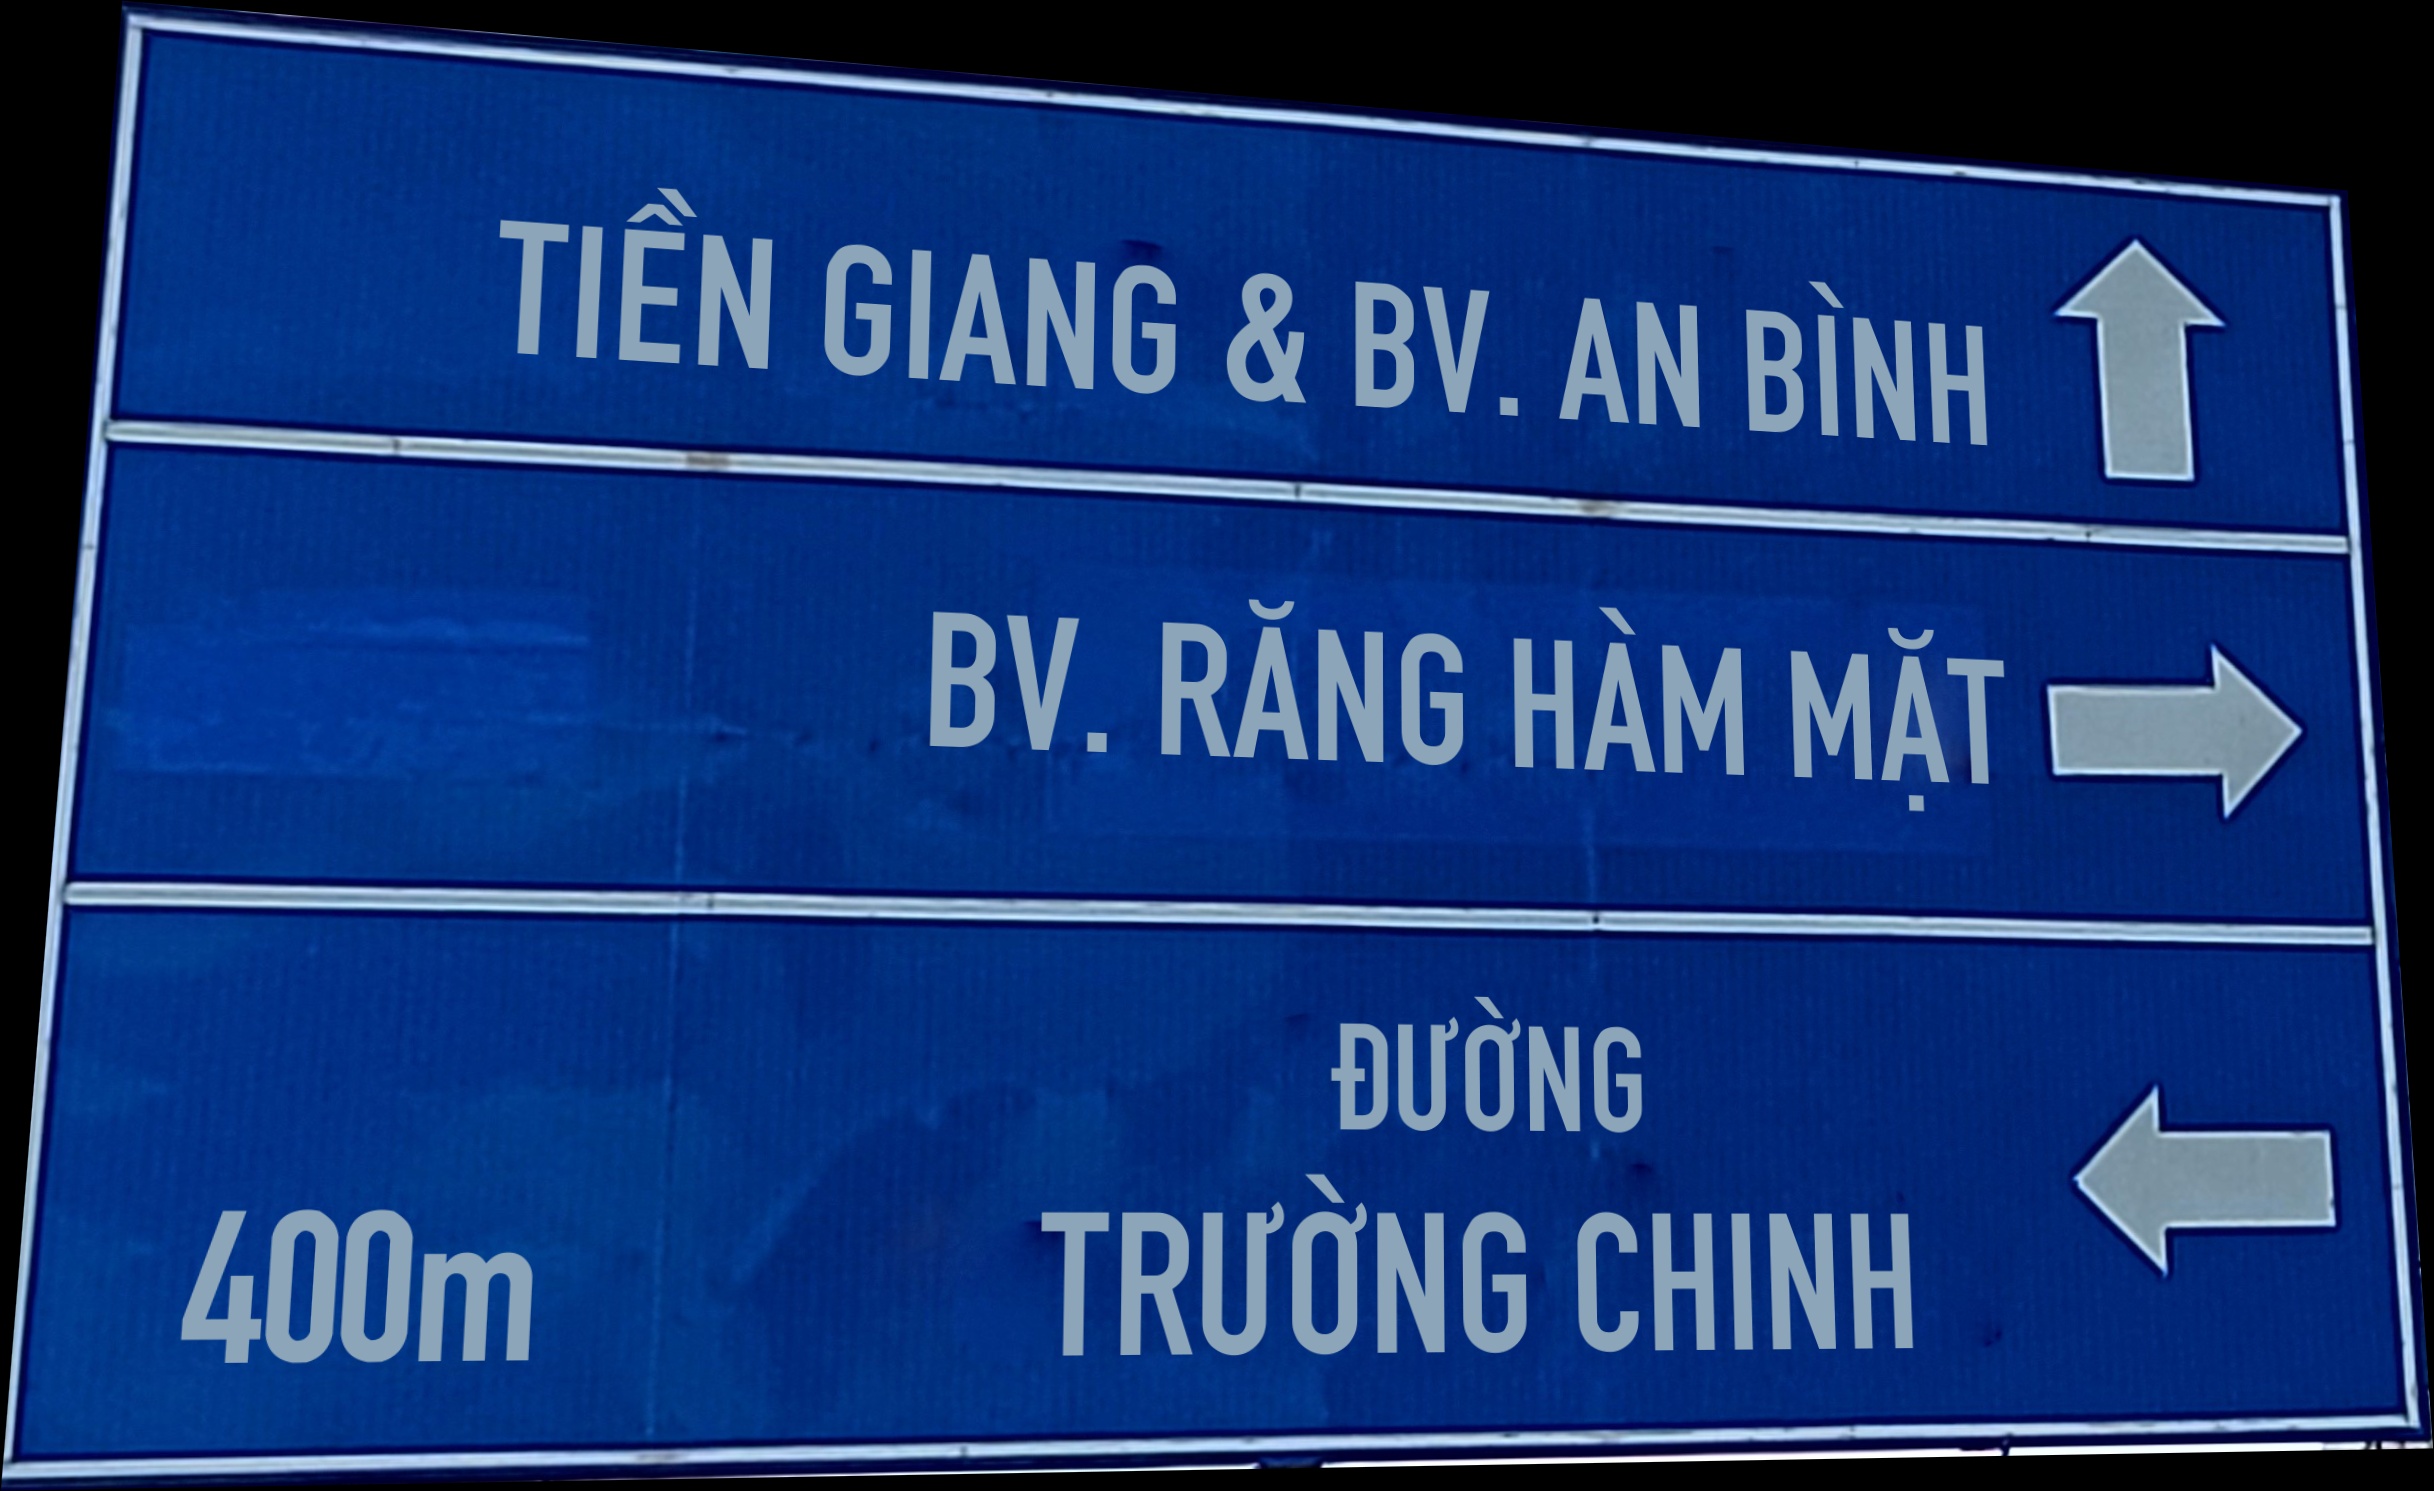 TIỀN GIANG & BV. AN BÌNH
BV. RĂNG HÀM MẶT
ĐƯỜNG
400m TRƯỜNG CHINH